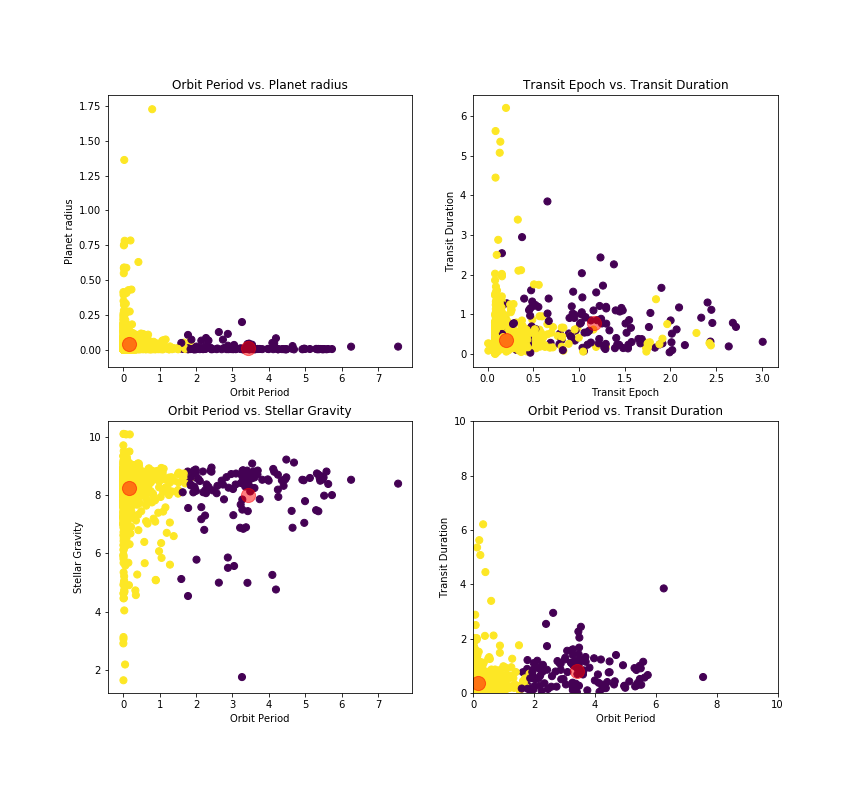 Orbit Period vs. Planet radius
Planet radius
1.75
1.50
1.25
1.00
0.75
0.50
0.25
0.00
0 1 2 3 4 5 6 7
Orbit Period
Transit Epoch vs. Transit Duration
Transit Duration
6
5
4
3
2
1
0
0.0 0.5 1.0 1.5 2.0 2.5 3.0
Transit Epoch
Orbit Period vs. Stellar Gravity
Stellar Gravity
10
8
6
4
2
0 1 2 3 4 5 6 7
Orbit Period
Orbit Period vs. Transit Duration
Transit Duration
10
8
6
4
2
0
0 2 4 6 8 10
Orbit Period